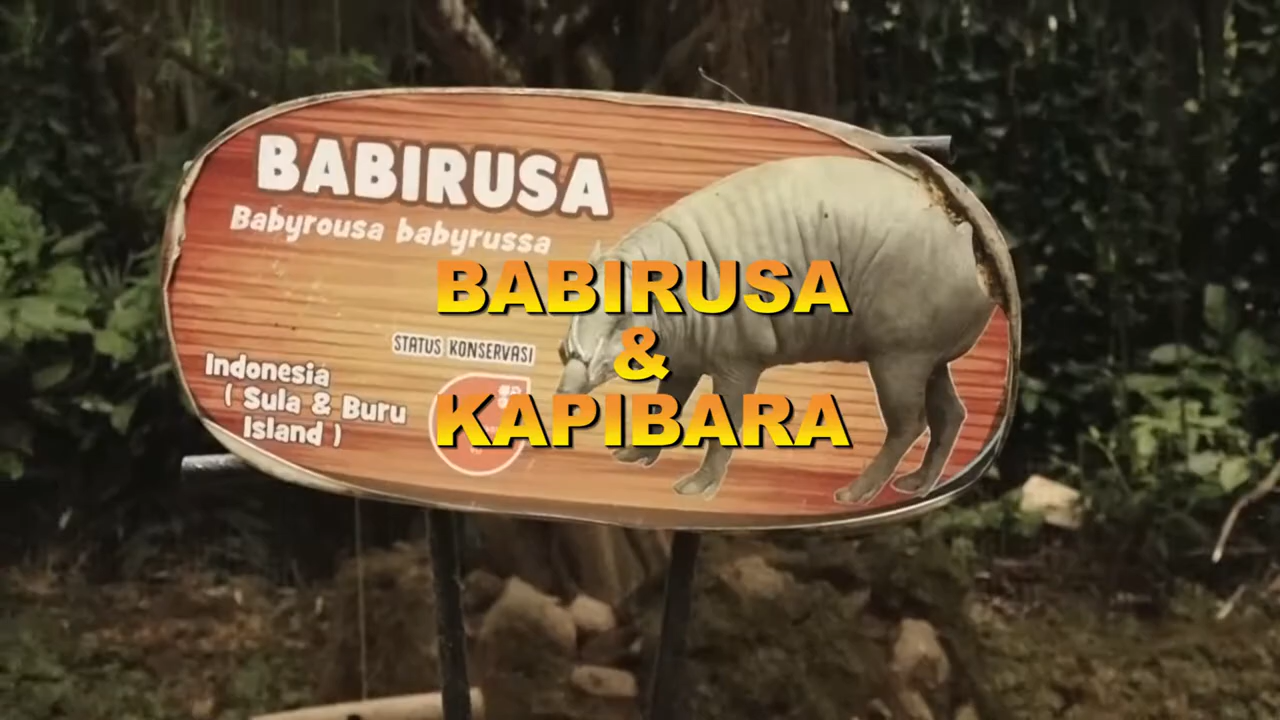 BABIRUSA
Babyrousa babyrussa
BABIRUSA
&
KAPIBARA
STATUS KONSERVASI
Indonesia
( Sula & Buru
Island )